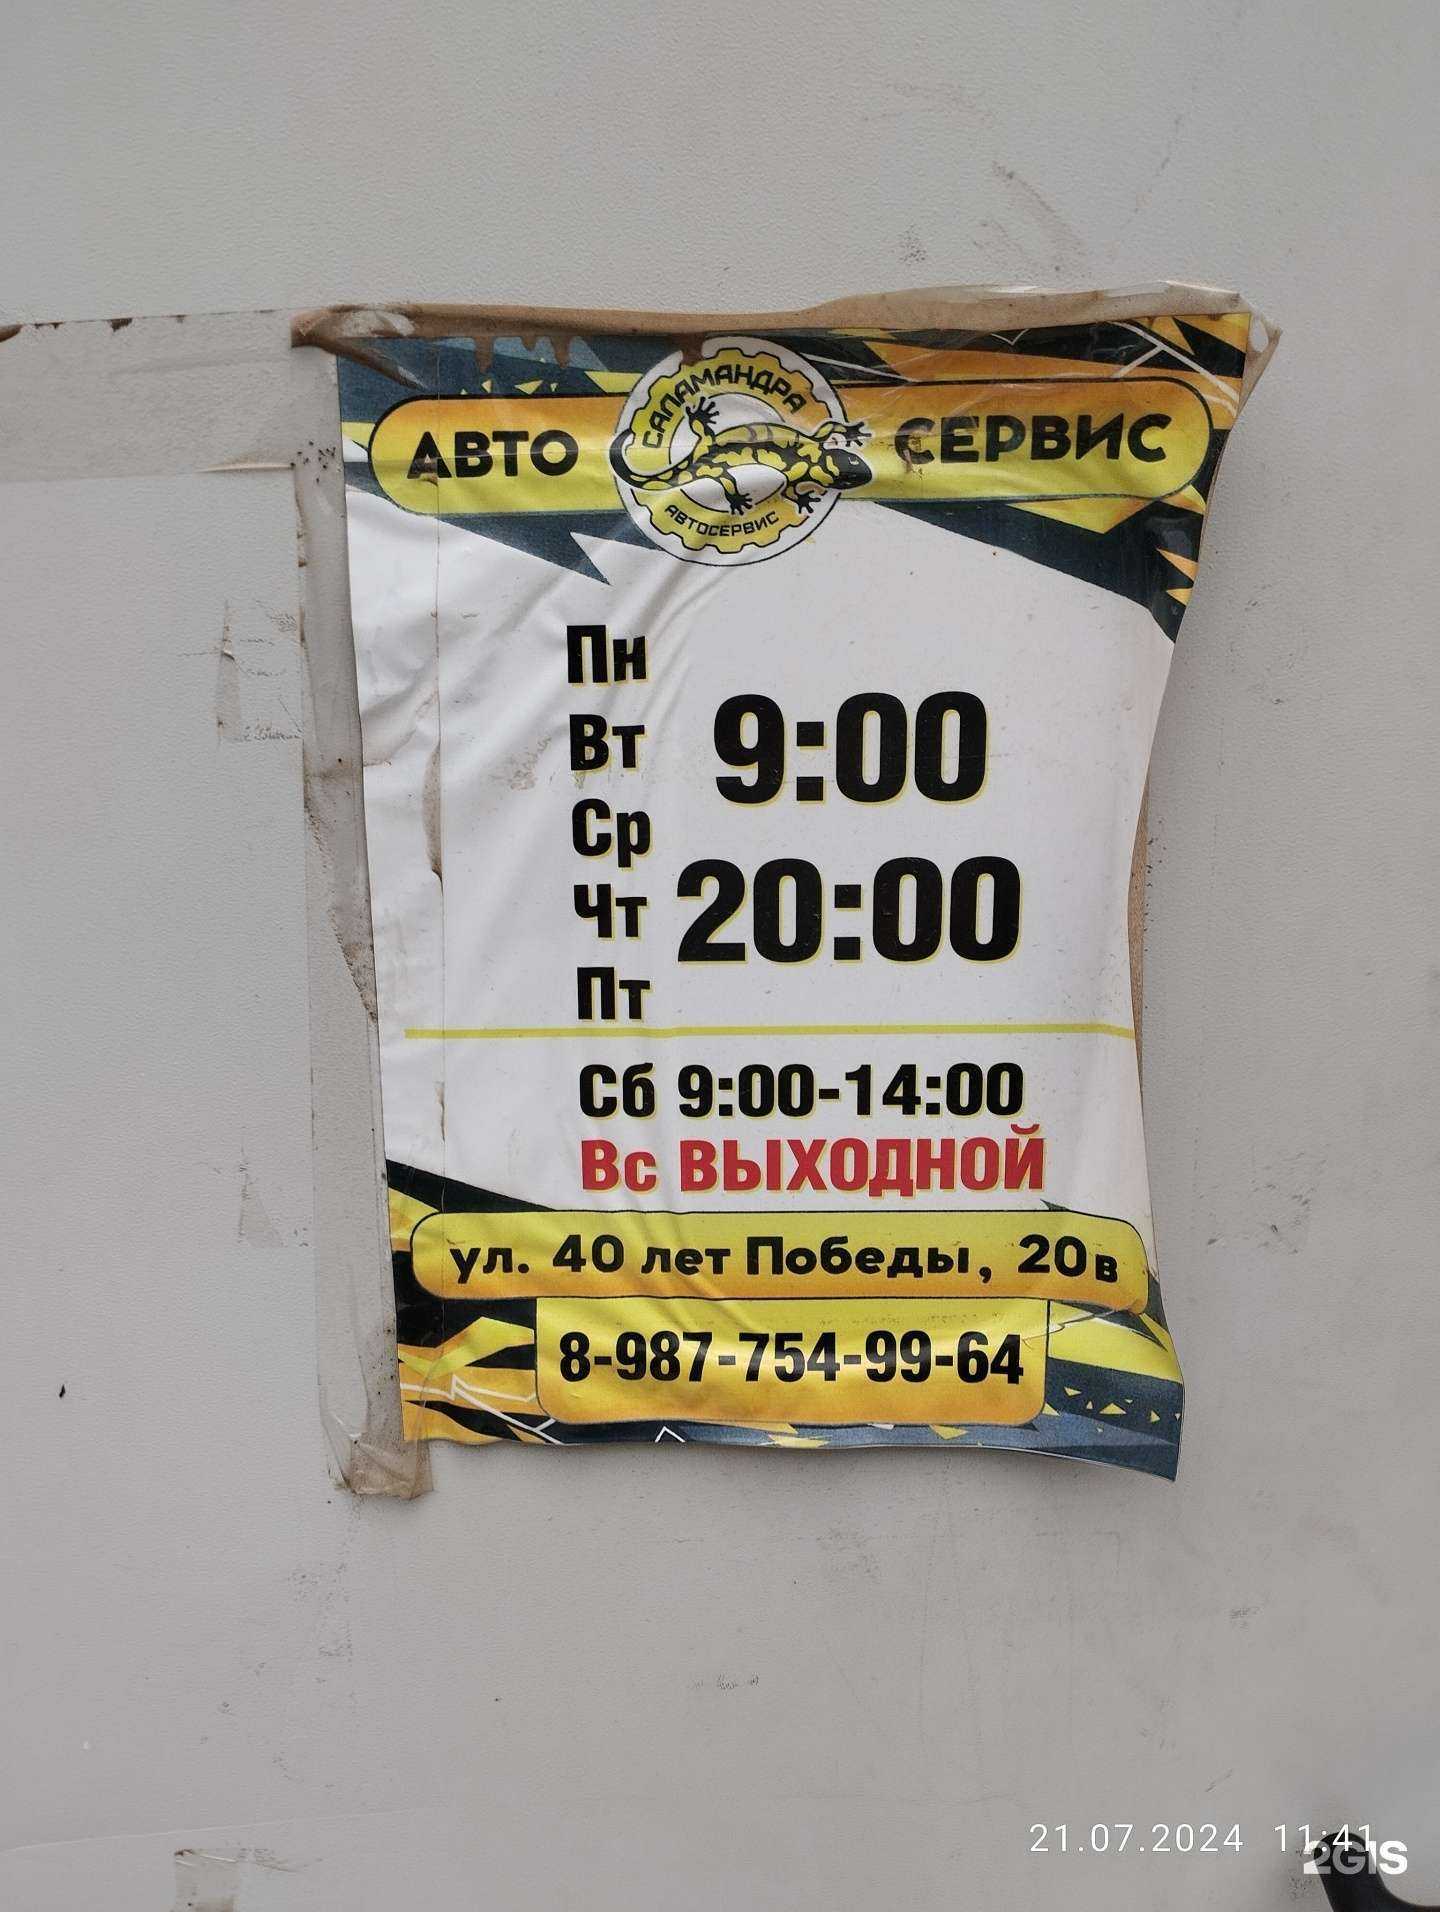 АВТО САЛАМАНДРА СЕРВИС
АВТОСЕРВИС
Пн
Вт 9:00
Ср
Чт 20:00
Пт
Сб 9:00-14:00
Вс ВЫХОДНОЙ
ул. 40 лет Победы, 20в
8-987-754-99-64
21.07.2024 11:41
2GIS